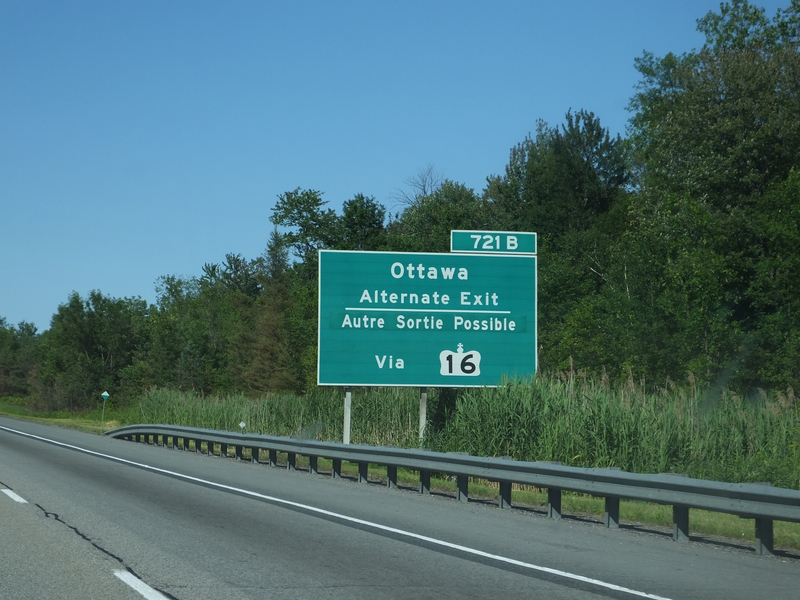 721 B
Ottawa
Alternate Exit
Autre Sortie Possible
Via 16